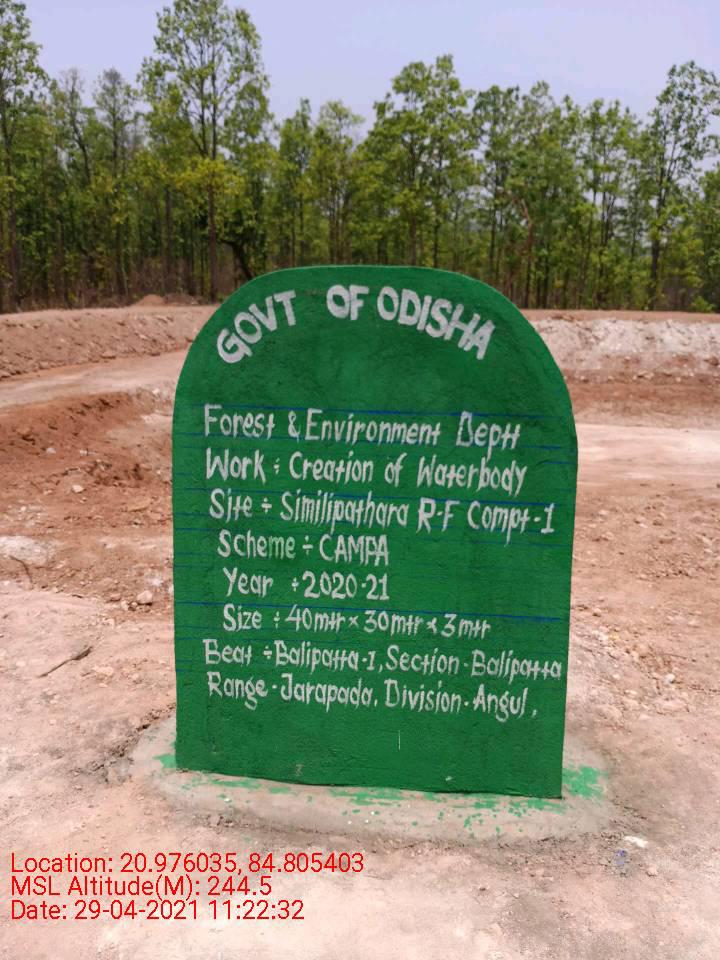 GOVT OF ODISHA
Forest & Environment Deptt
Work ÷ Creation of Waterbody
Site ÷ Similipathara R-F Compt-1
Scheme ÷ CAMPA
Year ÷ 2020-21
Size ÷ 40mtr × 30mtr × 3mtr
Beat ÷ Balipatta-1, Section-Balipatta
Range-Jarapada. Division-Angul,
Location: 20.976035, 84.805403
MSL Altitude(M): 244.5
Date: 29-04-2021 11:22:32